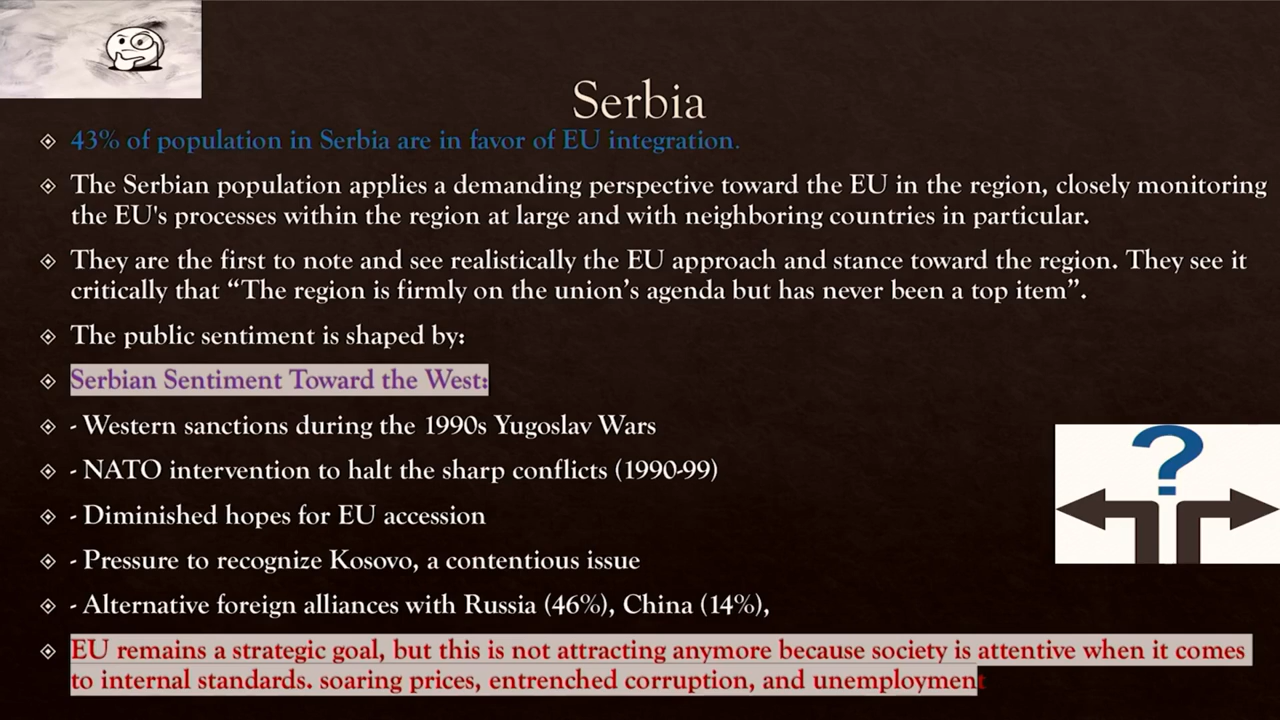 Serbia
43% of population in Serbia are in favor of EU integration.
The Serbian population applies a demanding perspective toward the EU in the region, closely monitoring
the EU's processes within the region at large and with neighboring countries in particular.
They are the first to note and see realistically the EU approach and stance toward the region. They see it
critically that “The region is firmly on the union’s agenda but has never been a top item”.
The public sentiment is shaped by:
Serbian Sentiment Toward the West:
- Western sanctions during the 1990s Yugoslav Wars
- NATO intervention to halt the sharp conflicts (1990-99)
- Diminished hopes for EU accession
- Pressure to recognize Kosovo, a contentious issue
- Alternative foreign alliances with Russia (46%), China (14%),
?
EU remains a strategic goal, but this is not attracting anymore because society is attentive when it comes
to internal standards. soaring prices, entrenched corruption, and unemployment